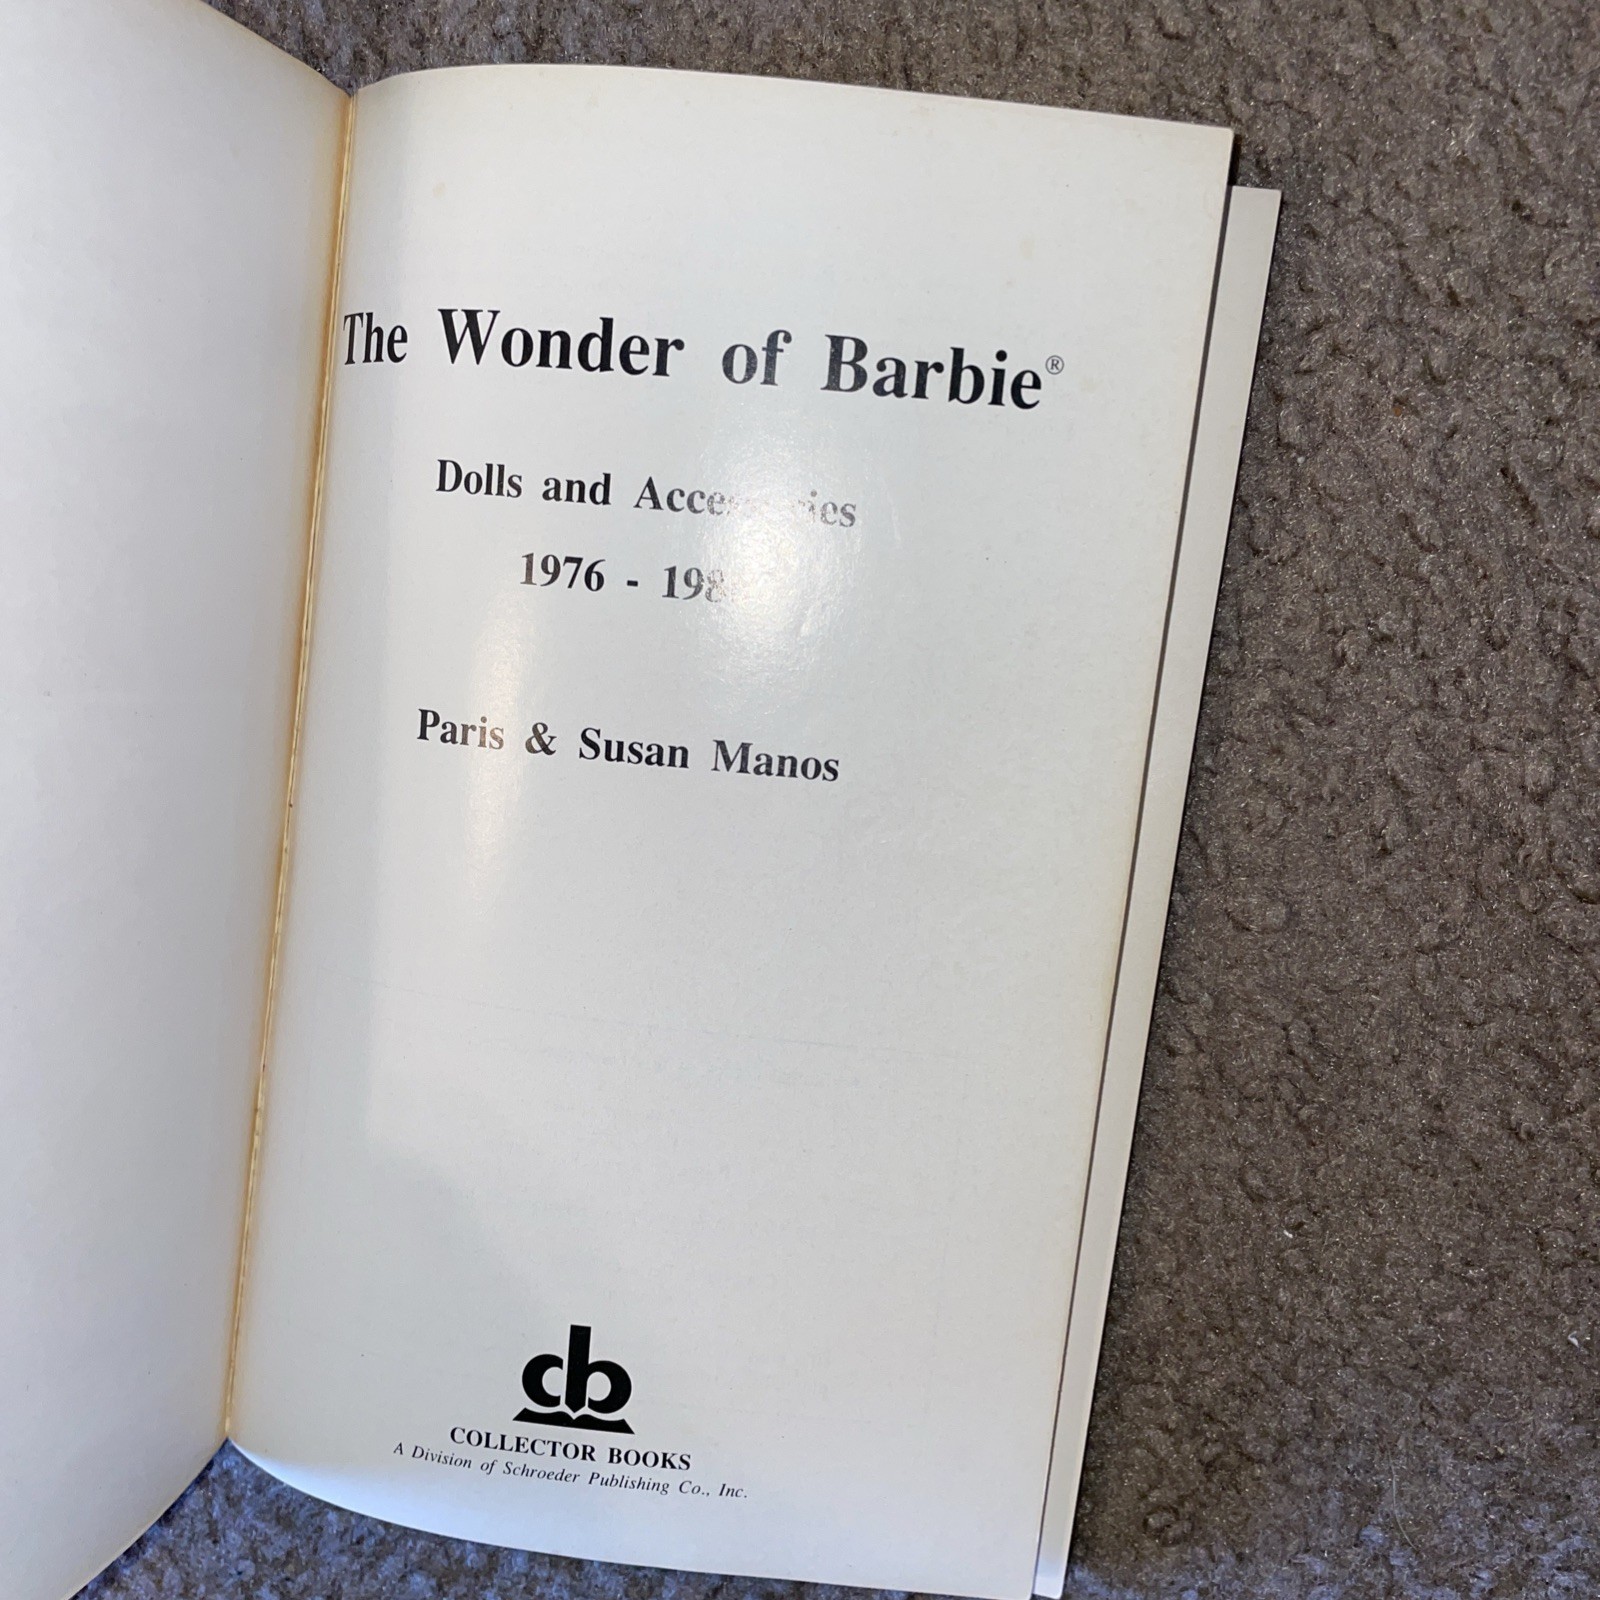 The Wonder of Barbie®
Dolls and
1976 -
Paris & Susan Manos
cb
COLLECTOR BOOKS
A Division of Schroeder Publishing Co., Inc.